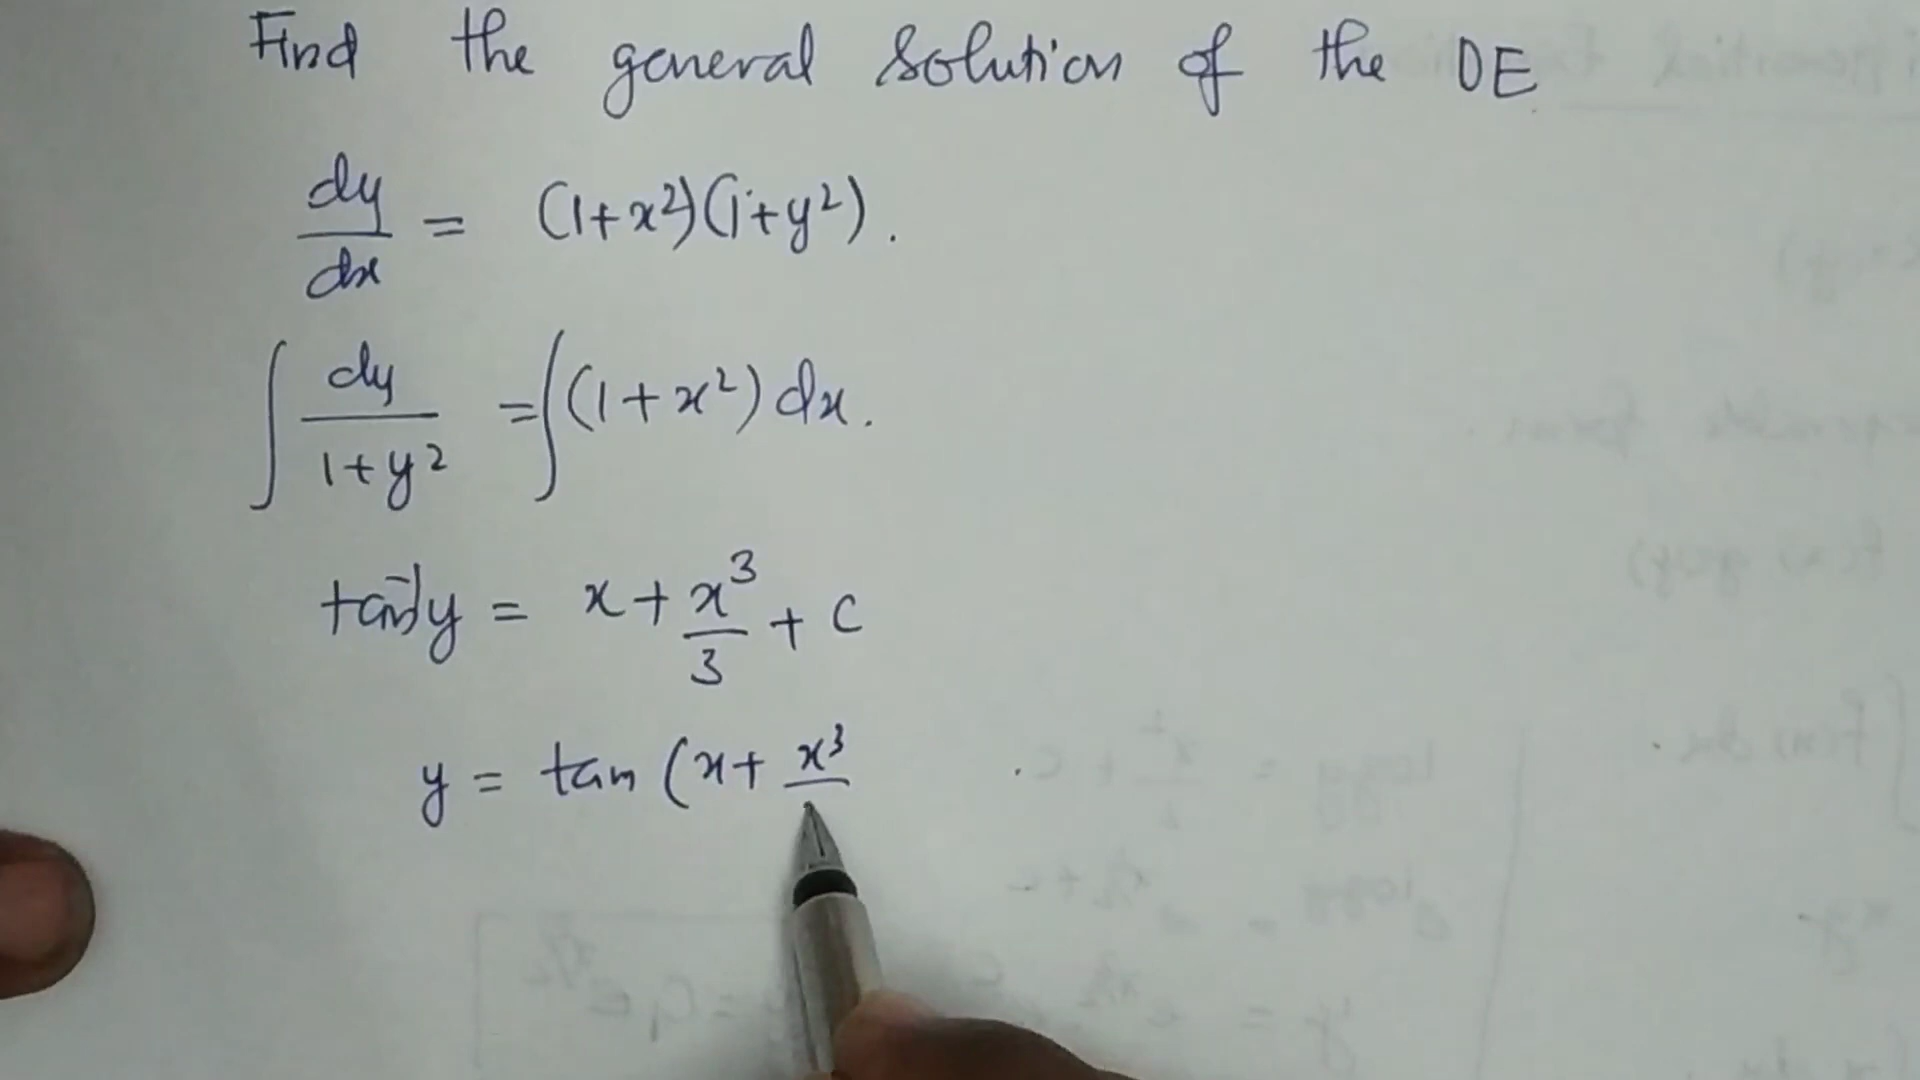 Find the general solution of the DE
dy/dx = (1+x²)(1+y²).
∫ dy/1+y² = ∫(1+x²)dx.
tan⁻¹y = x + x³/3 + c
y = tan (x + x³